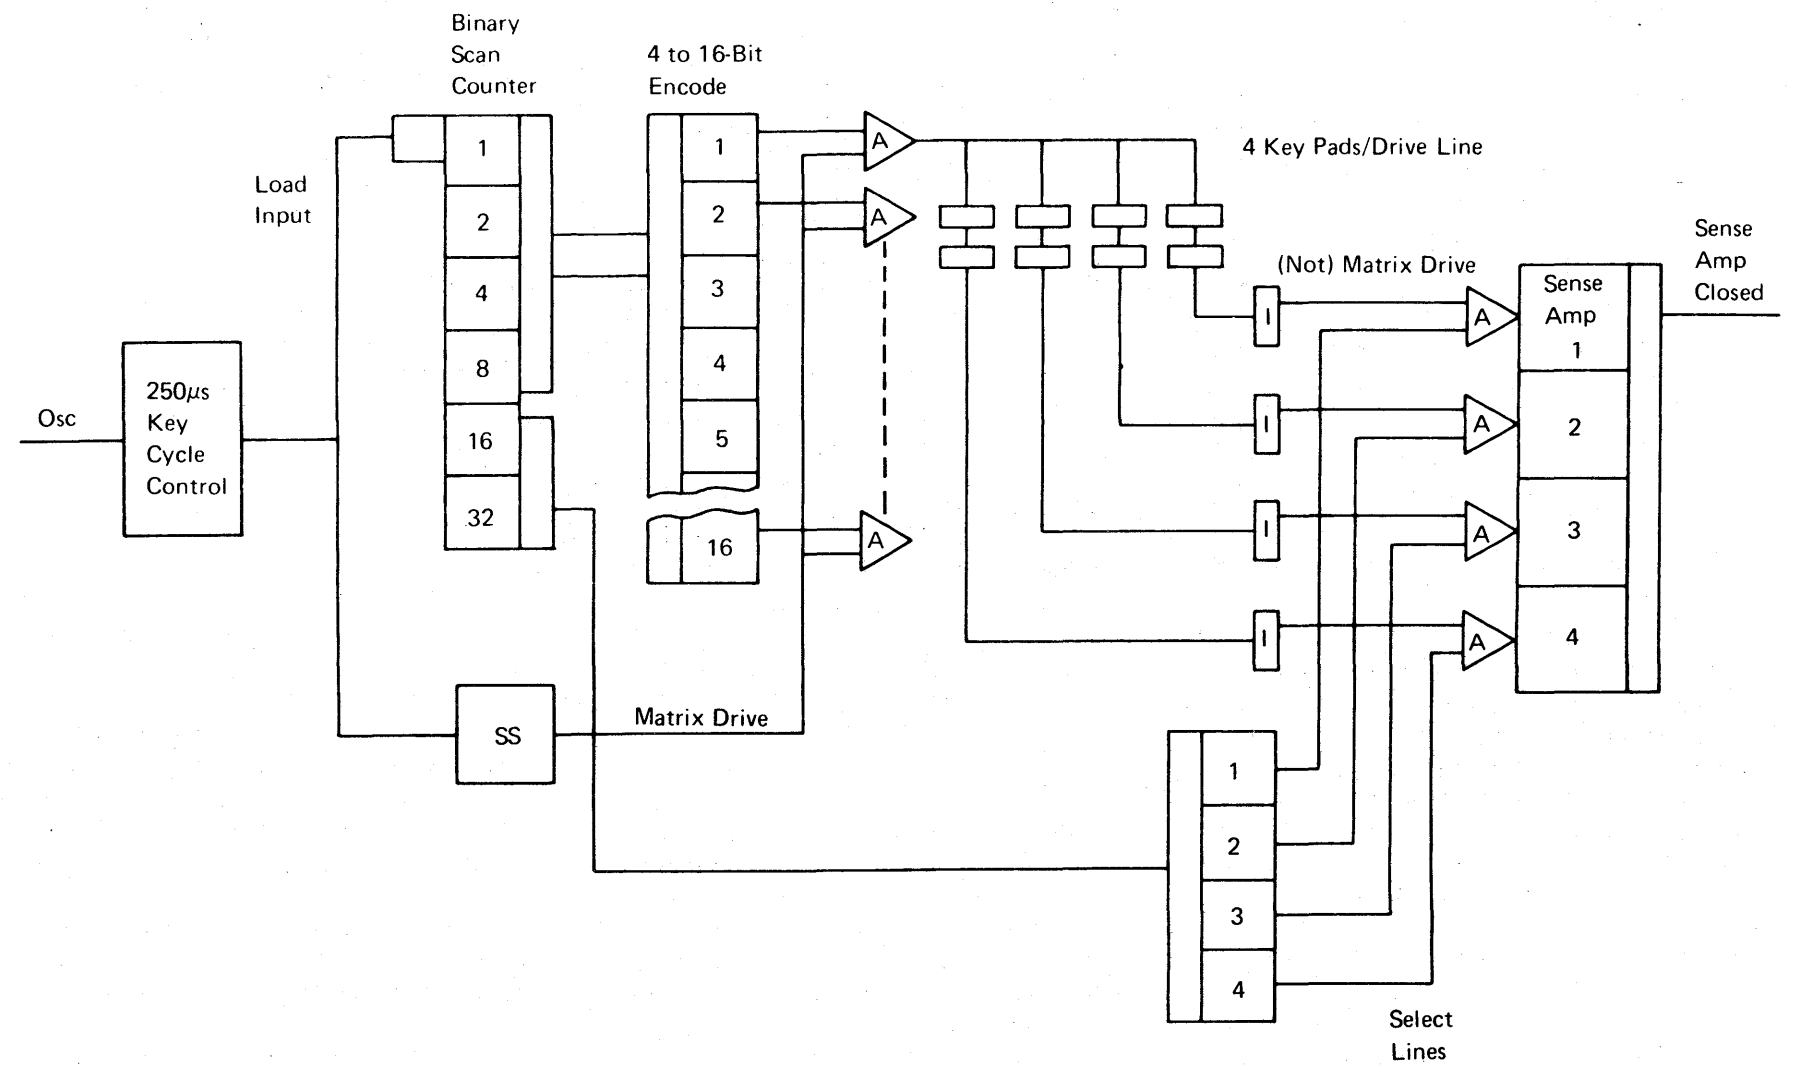 Binary
Scan
Counter
4 to 16-Bit
Encode
1
2
4
8
16
32
1
2
3
4
5
16
A
A
A
4 Key Pads/Drive Line
Load
Input
Osc
250μs
Key
Cycle
Control
SS
Matrix Drive
(Not) Matrix Drive
I
I
I
I
A
A
A
A
Sense
Amp
1
2
3
4
Sense
Amp
Closed
1
2
3
4
Select
Lines